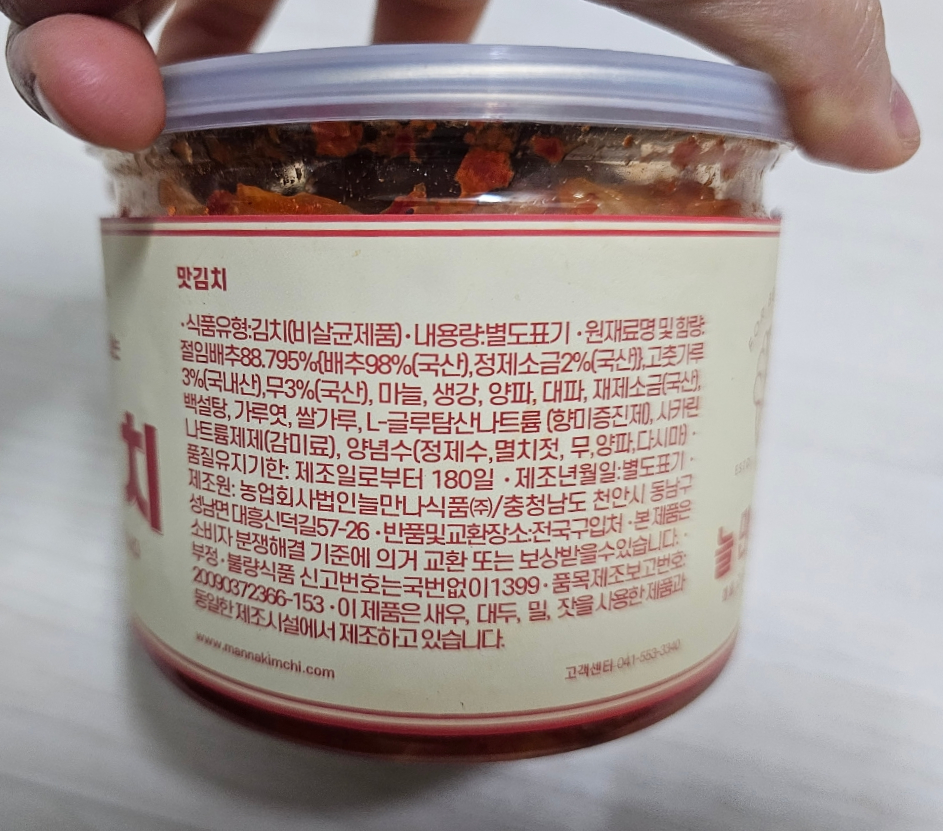 맛김치
·식품유형:김치(비살균제품) ·내용량:별도표기 ·원재료명 및 함량:
절임배추88.795%{배추98%(국산),정제소금2%(국산)},고춧가루
3%(국내산),무3%(국산), 마늘, 생강, 양파, 대파, 재제소금(국산),
백설탕, 가루엿, 쌀가루, L-글루탐산나트륨 (향미증진제), 사카린
나트륨제제(감미료), 양념수(정제수,멸치젓, 무,양파,다시마) ·
품질유지기한: 제조일로부터 180일 ·제조년월일:별도표기 ·
제조원: 농업회사법인늘만나식품㈜/충청남도 천안시 동남구
성남면 대흥신덕길57-26 ·반품및교환장소:전국구입처 ·본 제품은
소비자 분쟁해결 기준에 의거 교환 또는 보상받을수있습니다. ·
부정·불량식품 신고번호는국번없이1399 ·품목제조보고번호:
20090372366-153 ·이 제품은 새우, 대두, 밀, 잣을 사용한 제품과
동일한 제조시설에서 제조하고 있습니다.
www.mannakimchi.com
고객센터 041-553-3340
치
늘